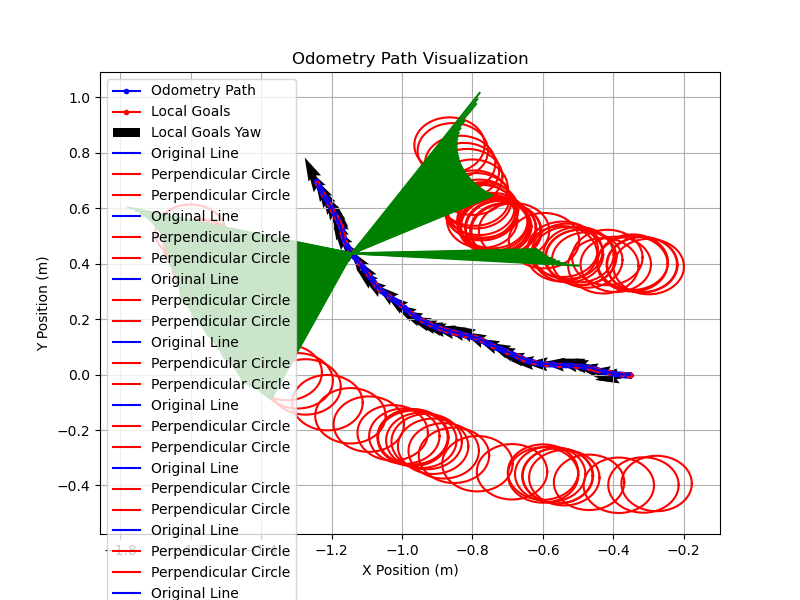 Odometry Path Visualization
Y Position (m)
1.0
0.8
0.6
0.4
0.2
0.0
−0.2
−0.4
Odometry Path
Local Goals
Local Goals Yaw
Original Line
Perpendicular Circle
Perpendicular Circle
Original Line
Perpendicular Circle
Perpendicular Circle
Original Line
Perpendicular Circle
Perpendicular Circle
Original Line
Perpendicular Circle
Perpendicular Circle
Original Line
Perpendicular Circle
Perpendicular Circle
Original Line
Perpendicular Circle
Perpendicular Circle
Original Line
Perpendicular Circle
Perpendicular Circle
Original Line
−1.8 −1.2 −1.0 −0.8 −0.6 −0.4 −0.2
X Position (m)